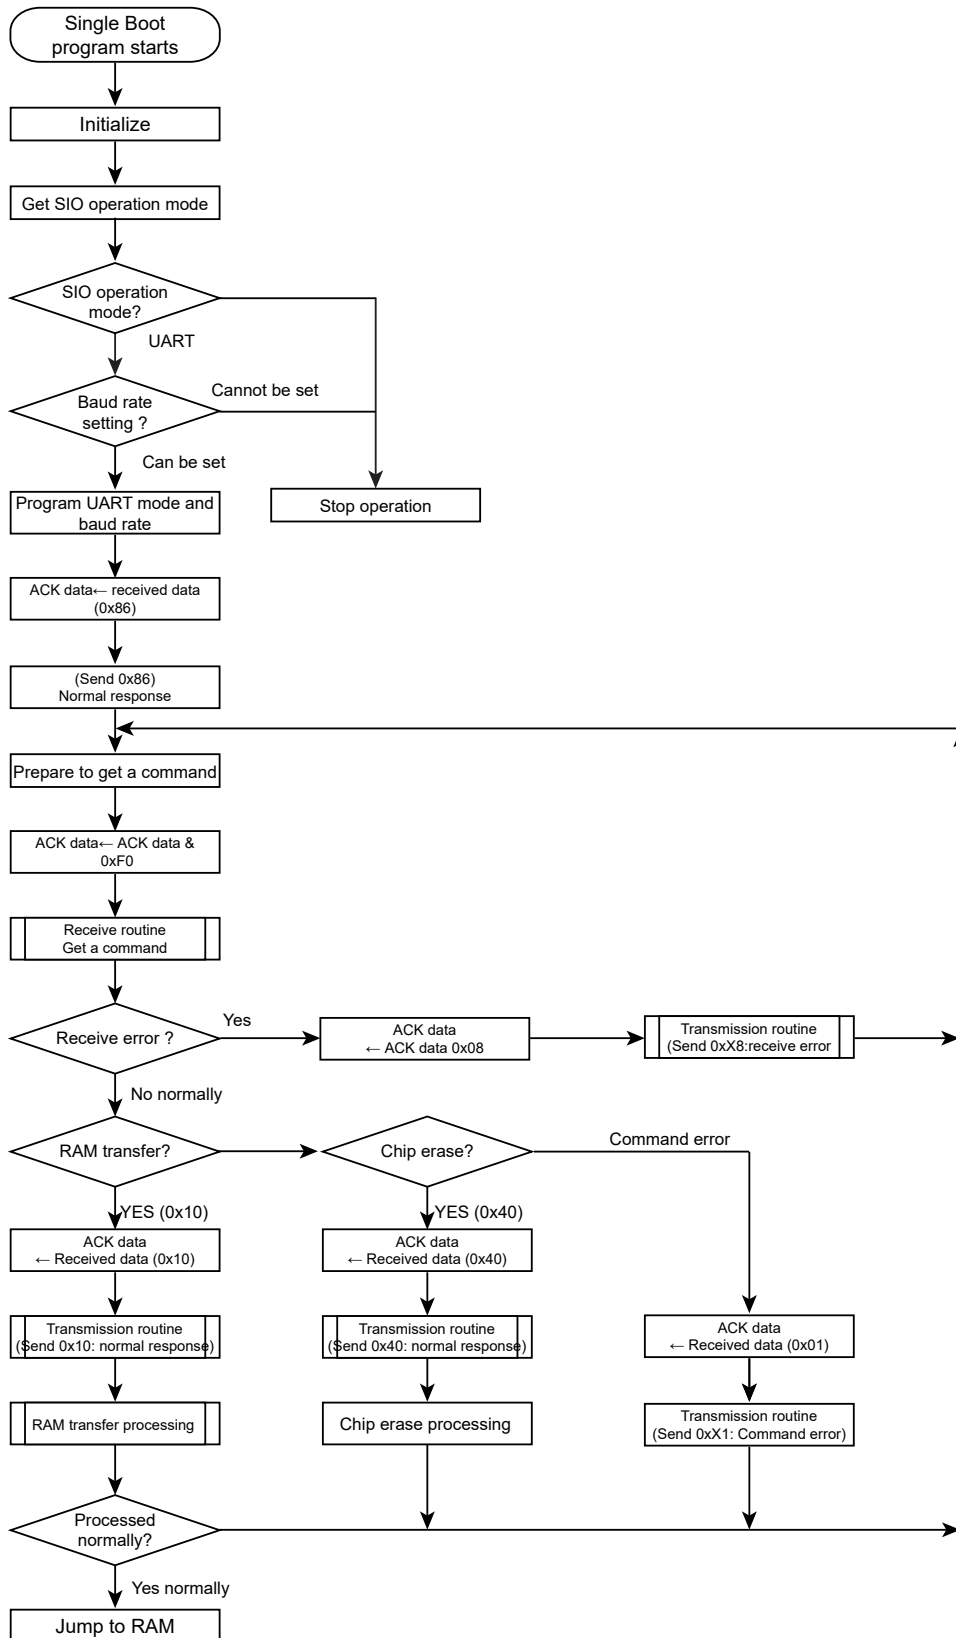 Single Boot
program starts
Initialize
Get SIO operation mode
SIO operation
mode?
UART
Baud rate
setting ?
Cannot be set
Can be set
Program UART mode and
baud rate
Stop operation
ACK data← received data
(0x86)
(Send 0x86)
Normal response
Prepare to get a command
ACK data← ACK data &
0xF0
Receive routine
Get a command
Receive error ?
Yes
ACK data
← ACK data 0x08
Transmission routine
(Send 0xX8:receive error
No normally
RAM transfer?
Chip erase?
Command error
YES (0x10)
YES (0x40)
ACK data
← Received data (0x10)
ACK data
← Received data (0x40)
Transmission routine
(Send 0x10: normal response)
Transmission routine
(Send 0x40: normal response)
ACK data
← Received data (0x01)
RAM transfer processing
Chip erase processing
Transmission routine
(Send 0xX1: Command error)
Processed
normally?
Yes normally
Jump to RAM